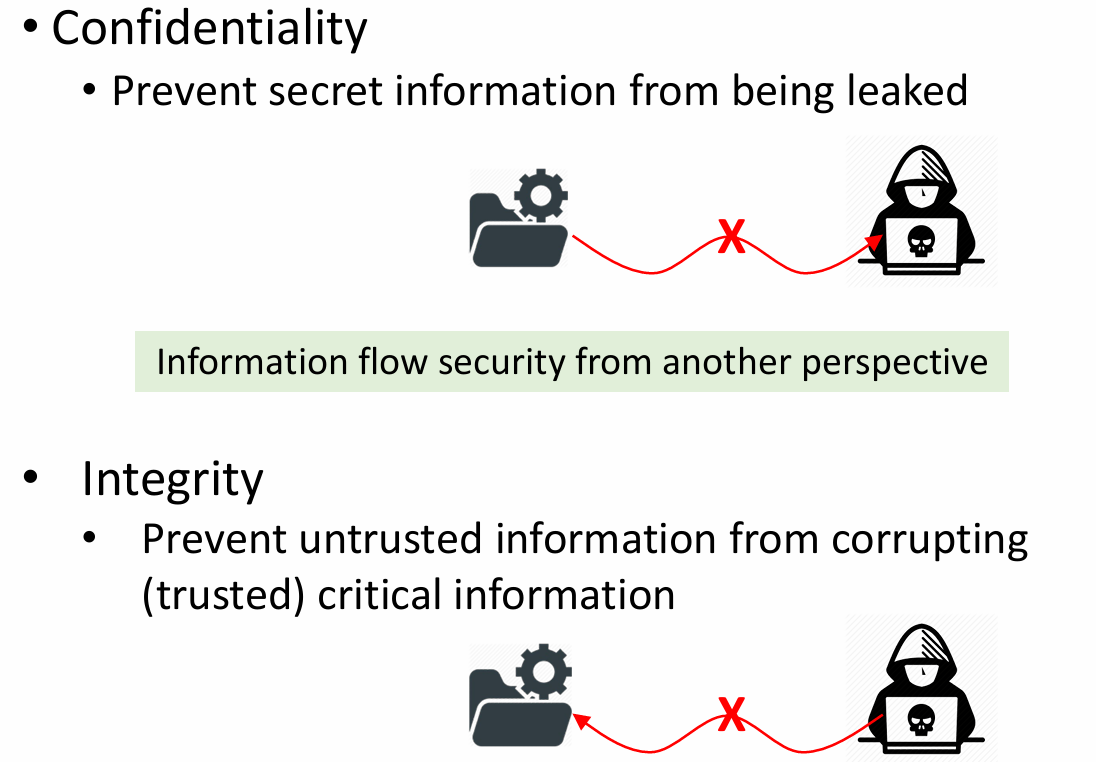 • Confidentiality
• Prevent secret information from being leaked
X
Information flow security from another perspective
• Integrity
• Prevent untrusted information from corrupting
(trusted) critical information
X